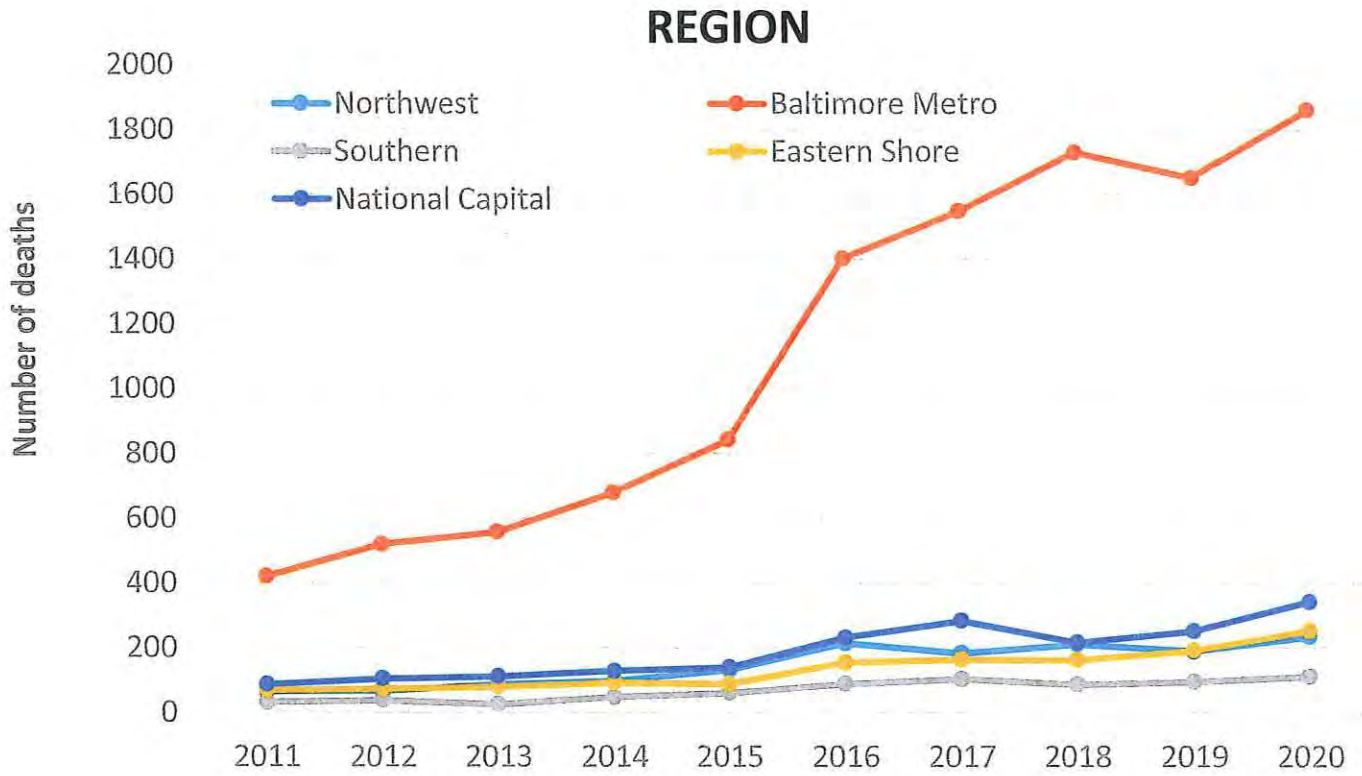 REGION
2000
1800
1600
1400
1200
1000
800
600
400
200
0
Number of deaths
Northwest
Baltimore Metro
Southern
Eastern Shore
National Capital
2011 2012 2013 2014 2015 2016 2017 2018 2019 2020